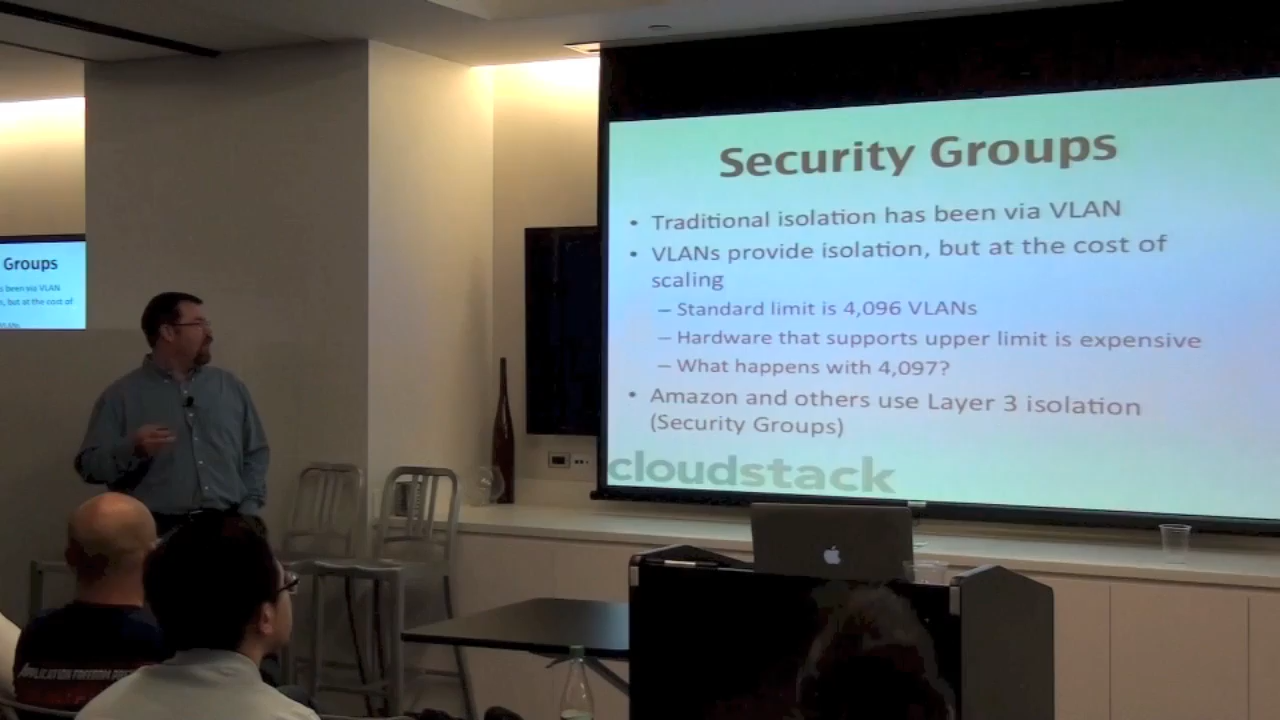 Security Groups
• Traditional isolation has been via VLAN
• VLANs provide isolation, but at the cost of
scaling
– Standard limit is 4,096 VLANs
– Hardware that supports upper limit is expensive
– What happens with 4,097?
• Amazon and others use Layer 3 isolation
(Security Groups)
cloudstack
Groups
s been via VLAN
, but at the cost of
APPLICATION FREEDOM